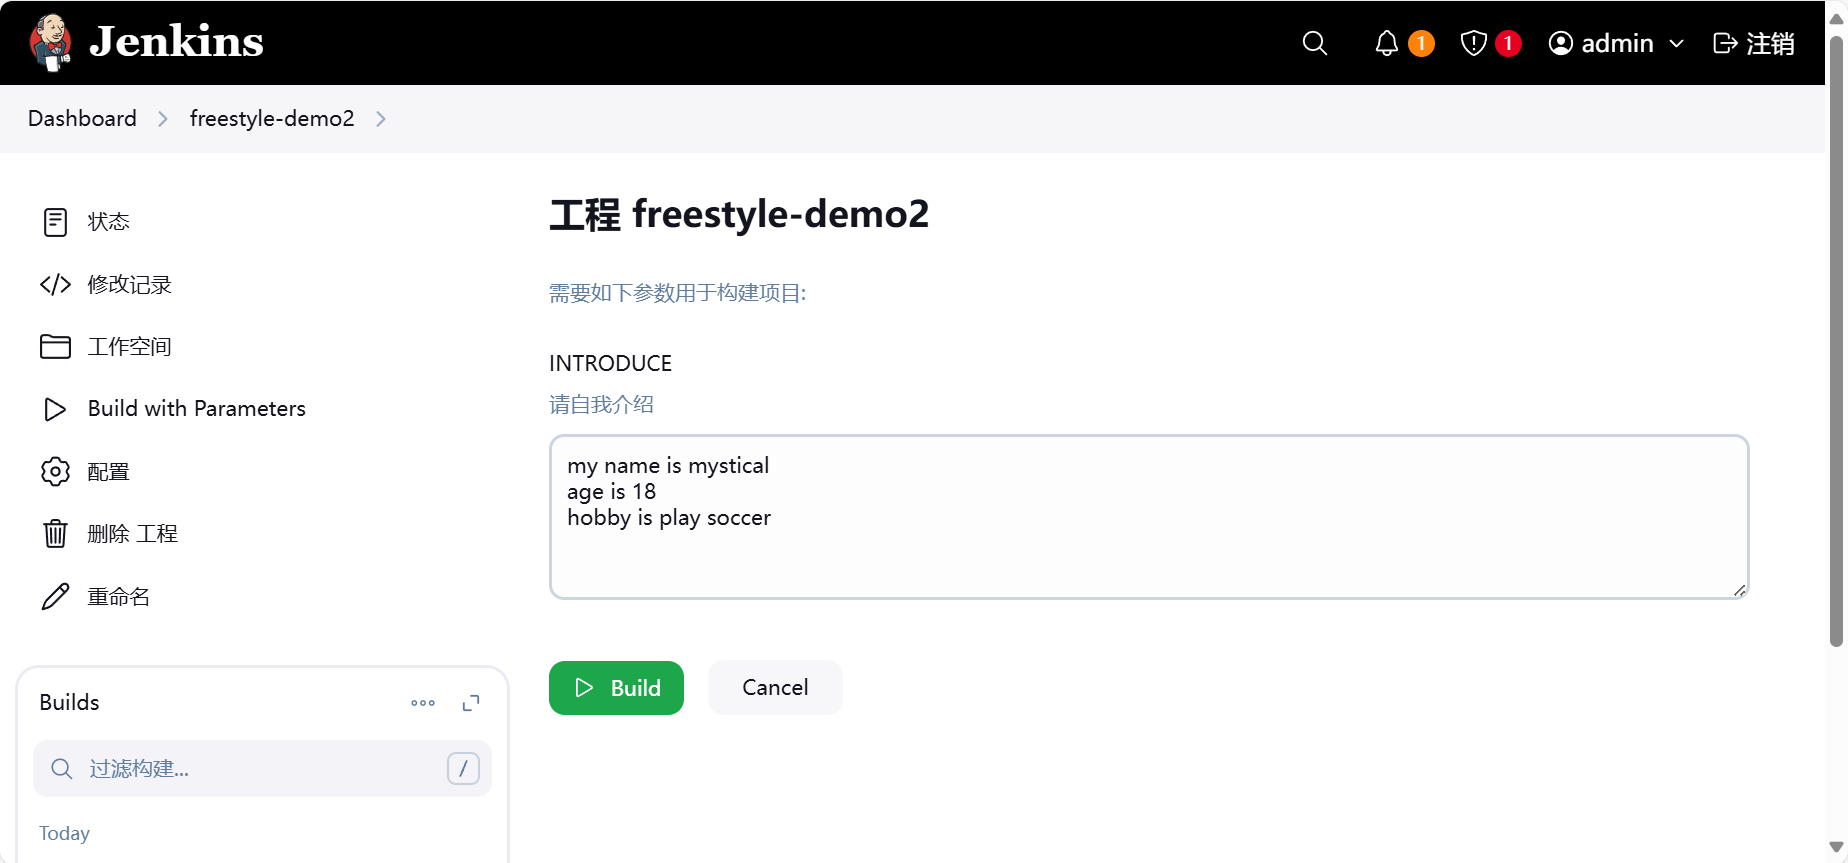 Jenkins
1
1
admin
注销
Dashboard
freestyle-demo2
状态
修改记录
工作空间
Build with Parameters
配置
删除 工程
重命名
Builds
过滤构建...
/
Today
工程 freestyle-demo2
需要如下参数用于构建项目:
INTRODUCE
请自我介绍
my name is mystical
age is 18
hobby is play soccer
Build
Cancel